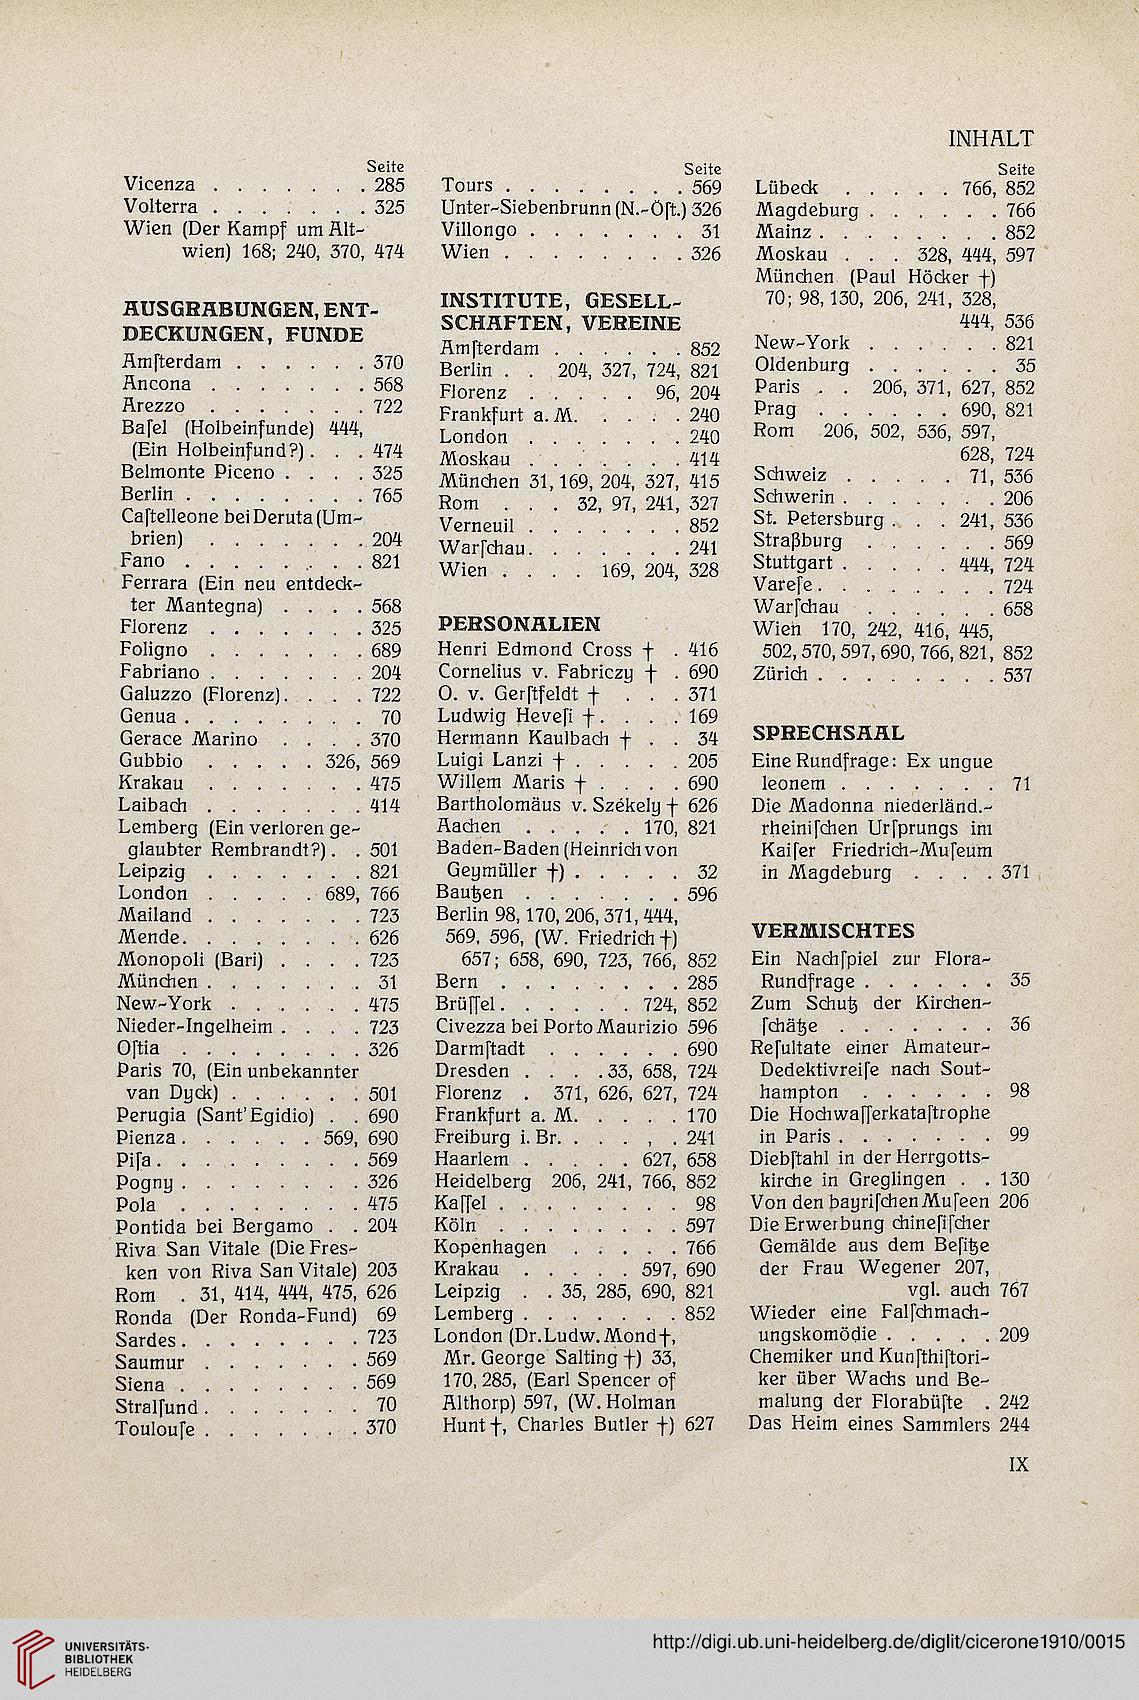 INHALT
Seite
Vicenza . . . . . . . 285
Volterra . . . . . . . 325
Wien (Der Kampf um Alt-
wien) 168; 240, 370, 474
AUSGRABUNGEN, ENT-
DECKUNGEN, FUNDE
Amſterdam . . . . . . 370
Ancona . . . . . . . 568
Arezzo . . . . . . . 722
Baſel (Holbeinfunde) 444,
(Ein Holbeinfund?) . . . 474
Belmonte Piceno . . . . 325
Berlin . . . . . . . . 765
Caſtelleone bei Deruta (Um-
brien) . . . . . . . 204
Fano . . . . . . . . 821
Ferrara (Ein neu entdeck-
ter Mantegna) . . . . 568
Florenz . . . . . . . 325
Foligno . . . . . . . 689
Fabriano . . . . . . . 204
Galuzzo (Florenz) . . . . 722
Genua . . . . . . . . 70
Gerace Marino . . . . 370
Gubbio . . . . . 326, 569
Krakau . . . . . . . 475
Laibach . . . . . . . 414
Lemberg (Ein verloren ge-
glaubter Rembrandt?) . . 501
Leipzig . . . . . . . 821
London . . . . . 689, 766
Mailand . . . . . . . 723
Mende . . . . . . . . 626
Monopoli (Bari) . . . . 723
München . . . . . . . 31
New-York . . . . . . 475
Nieder-Ingelheim . . . . 723
Oſtia . . . . . . . . 326
Paris 70, (Ein unbekannter
van Dyck) . . . . . . 501
Perugia (Sant' Egidio) . . 690
Pienza . . . . . . 569, 690
Piſa . . . . . . . . . 569
Pogny . . . . . . . . 326
Pola . . . . . . . . 475
Pontida bei Bergamo . . 204
Riva San Vitale (Die Fres-
ken von Riva San Vitale) 203
Rom . 31, 414, 444, 475, 626
Ronda (Der Ronda-Fund) 69
Sardes . . . . . . . . 723
Saumur . . . . . . . 569
Siena . . . . . . . . 569
Stralſund . . . . . . . 70
Toulouſe . . . . . . . 370
Seite
Tours . . . . . . . . 569
Unter-Siebenbrunn (N.-Öſt.) 326
Villongo . . . . . . . 31
Wien . . . . . . . . 326
INSTITUTE, GESELL-
SCHAFTEN, VEREINE
Amſterdam . . . . . . 852
Berlin . . 204, 327, 724, 821
Florenz . . . . . 96, 204
Frankfurt a. M. . . . . 240
London . . . . . . . 240
Moskau . . . . . . . 414
München 31, 169, 204, 327, 415
Rom . . . 32, 97, 241, 327
Verneuil . . . . . . . 852
Warſchau . . . . . . . 241
Wien . . . . 169, 204, 328
PERSONALIEN
Henri Edmond Cross † . 416
Cornelius v. Fabriczy † . 690
O. v. Gerſtfeldt † . . . 371
Ludwig Heveſi † . . . . 169
Hermann Kaulbach † . . 34
Luigi Lanzi † . . . . . 205
Willem Maris † . . . . 690
Bartholomäus v. Székely † 626
Aachen . . . . . 170, 821
Baden-Baden (Heinrich von
Geymüller †) . . . . . 32
Bautzen . . . . . . . 596
Berlin 98, 170, 206, 371, 444,
569, 596, (W. Friedrich †)
657; 658, 690, 723, 766, 852
Bern . . . . . . . . 285
Brüſſel . . . . . . 724, 852
Civezza bei Porto Maurizio 596
Darmſtadt . . . . . . 690
Dresden . . . . 33, 658, 724
Florenz . 371, 626, 627, 724
Frankfurt a. M. . . . . 170
Freiburg i. Br. . . . , . 241
Haarlem . . . . . 627, 658
Heidelberg 206, 241, 766, 852
Kaſſel . . . . . . . . 98
Köln . . . . . . . . 597
Kopenhagen . . . . . 766
Krakau . . . . . 597, 690
Leipzig . . 35, 285, 690, 821
Lemberg . . . . . . . 852
London (Dr. Ludw. Mond †,
Mr. George Salting †) 33,
170, 285, (Earl Spencer of
Althorp) 597, (W. Holman
Hunt †, Charles Butler †) 627
Seite
Lübeck . . . . . 766, 852
Magdeburg . . . . . . 766
Mainz . . . . . . . . 852
Moskau . . . 328, 444, 597
München (Paul Höcker †)
70; 98, 130, 206, 241, 328,
444, 536
New-York . . . . . . 821
Oldenburg . . . . . . 35
Paris . . 206, 371, 627, 852
Prag . . . . . . 690, 821
Rom 206, 502, 536, 597,
628, 724
Schweiz . . . . . 71, 536
Schwerin . . . . . . . 206
St. Petersburg . . . 241, 536
Straßburg . . . . . . 569
Stuttgart . . . . . 444, 724
Vareſe . . . . . . . . 724
Warſchau . . . . . . 658
Wien 170, 242, 416, 445,
502, 570, 597, 690, 766, 821, 852
Zürich . . . . . . . . 537
SPRECHSAAL
Eine Rundfrage: Ex ungue
leonem . . . . . . . 71
Die Madonna niederländ.-
rheiniſchen Urſprungs im
Kaiſer Friedrich-Muſeum
in Magdeburg . . . . 371
VERMISCHTES
Ein Nachſpiel zur Flora-
Rundfrage . . . . . . 35
Zum Schutz der Kirchen-
ſchätze . . . . . . . 36
Reſultate einer Amateur-
Dedektivreiſe nach Sout-
hampton . . . . . . 98
Die Hochwaſſerkataſtrophe
in Paris . . . . . . . 99
Diebſtahl in der Herrgotts-
kirche in Greglingen . . 130
Von den bayriſchen Muſeen 206
Die Erwerbung chineſiſcher
Gemälde aus dem Beſitze
der Frau Wegener 207,
vgl. auch 767
Wieder eine Falſchmach-
ungskomödie . . . . . 209
Chemiker und Kunſthiſtori-
ker über Wachs und Be-
malung der Florabüſte . 242
Das Heim eines Sammlers 244
IX
UNIVERSITÄTS-
BIBLIOTHEK
HEIDELBERG
http://digi.ub.uni-heidelberg.de/diglit/cicerone1910/0015